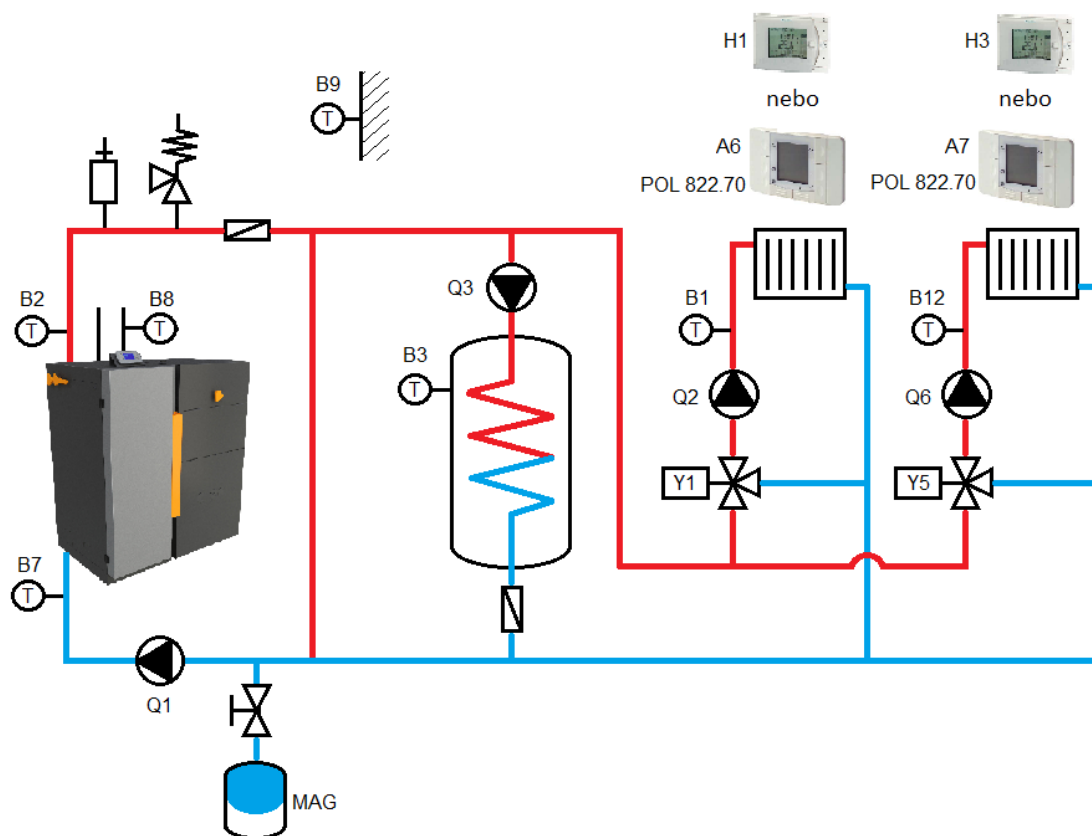 H1
H3
B9
T
nebo
nebo
A6
A7
POL 822.70
POL 822.70
B2
T
B8
T
Q3
B1
T
B12
T
B3
T
Q2
Q6
Y1
Y5
B7
T
Q1
MAG